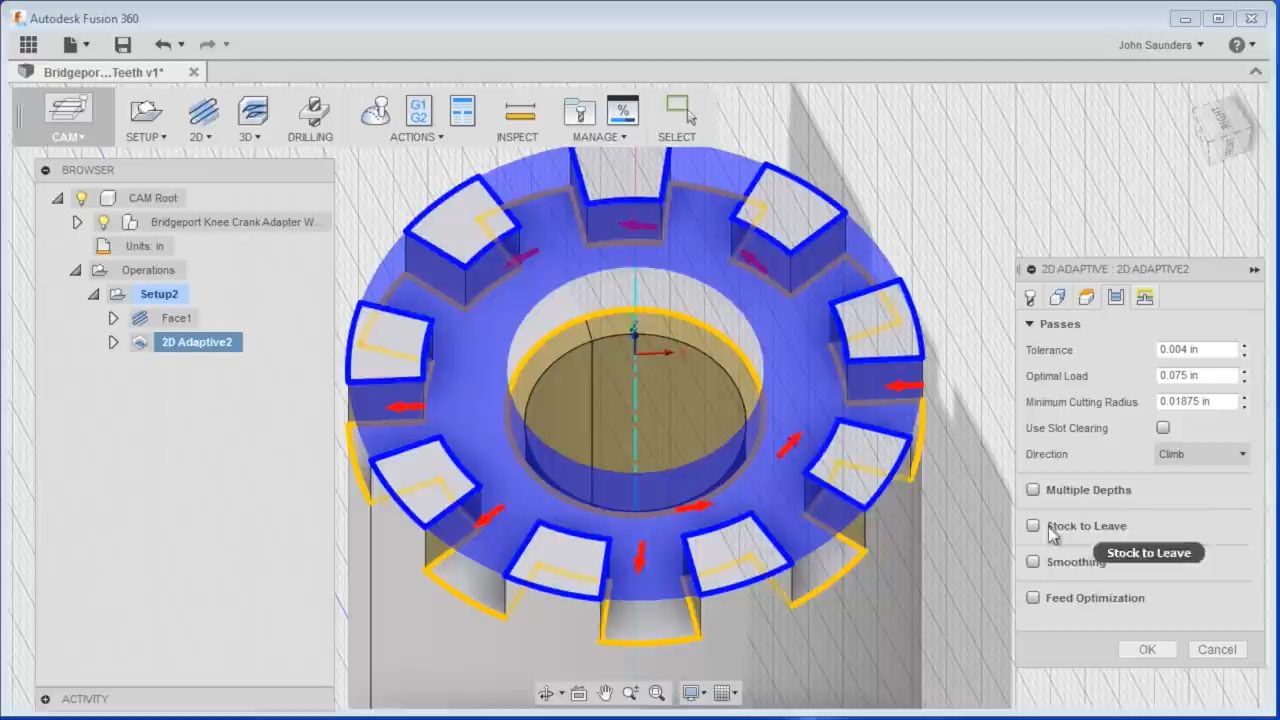 Autodesk Fusion 360
John Saunders
Bridgepor...Teeth v1*
G1
G2
%
CAM
SETUP
2D
3D
DRILLING
ACTIONS
INSPECT
MANAGE
SELECT
BROWSER
CAM Root
Bridgeport Knee Crank Adapter W...
Units: in
Operations
Setup2
Face1
2D Adaptive2
RIGHT
2D ADAPTIVE : 2D ADAPTIVE2
Passes
Tolerance 0.004 in
Optimal Load 0.075 in
Minimum Cutting Radius 0.01875 in
Use Slot Clearing
Direction Climb
Multiple Depths
Stock to Leave
Stock to Leave
Smoothing
Feed Optimization
OK Cancel
ACTIVITY